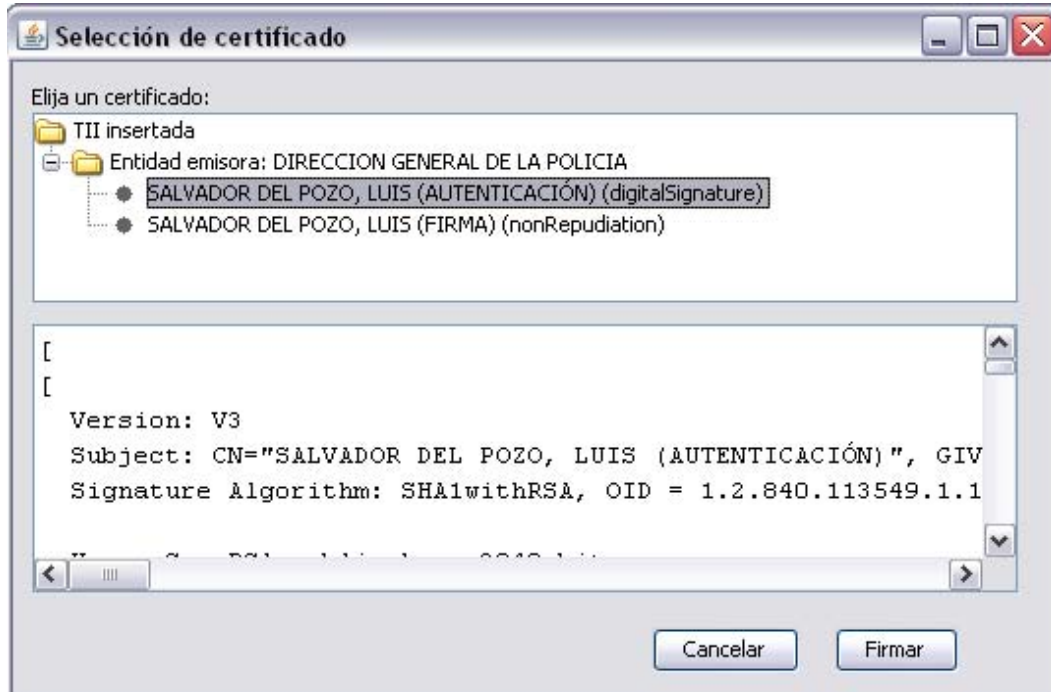 Selección de certificado
Elija un certificado:
TII insertada
Entidad emisora: DIRECCION GENERAL DE LA POLICIA
SALVADOR DEL POZO, LUIS (AUTENTICACIÓN) (digitalSignature)
SALVADOR DEL POZO, LUIS (FIRMA) (nonRepudiation)
[
[
Version: V3
Subject: CN="SALVADOR DEL POZO, LUIS (AUTENTICACIÓN)", GIV
Signature Algorithm: SHA1withRSA, OID = 1.2.840.113549.1.1
Cancelar Firmar